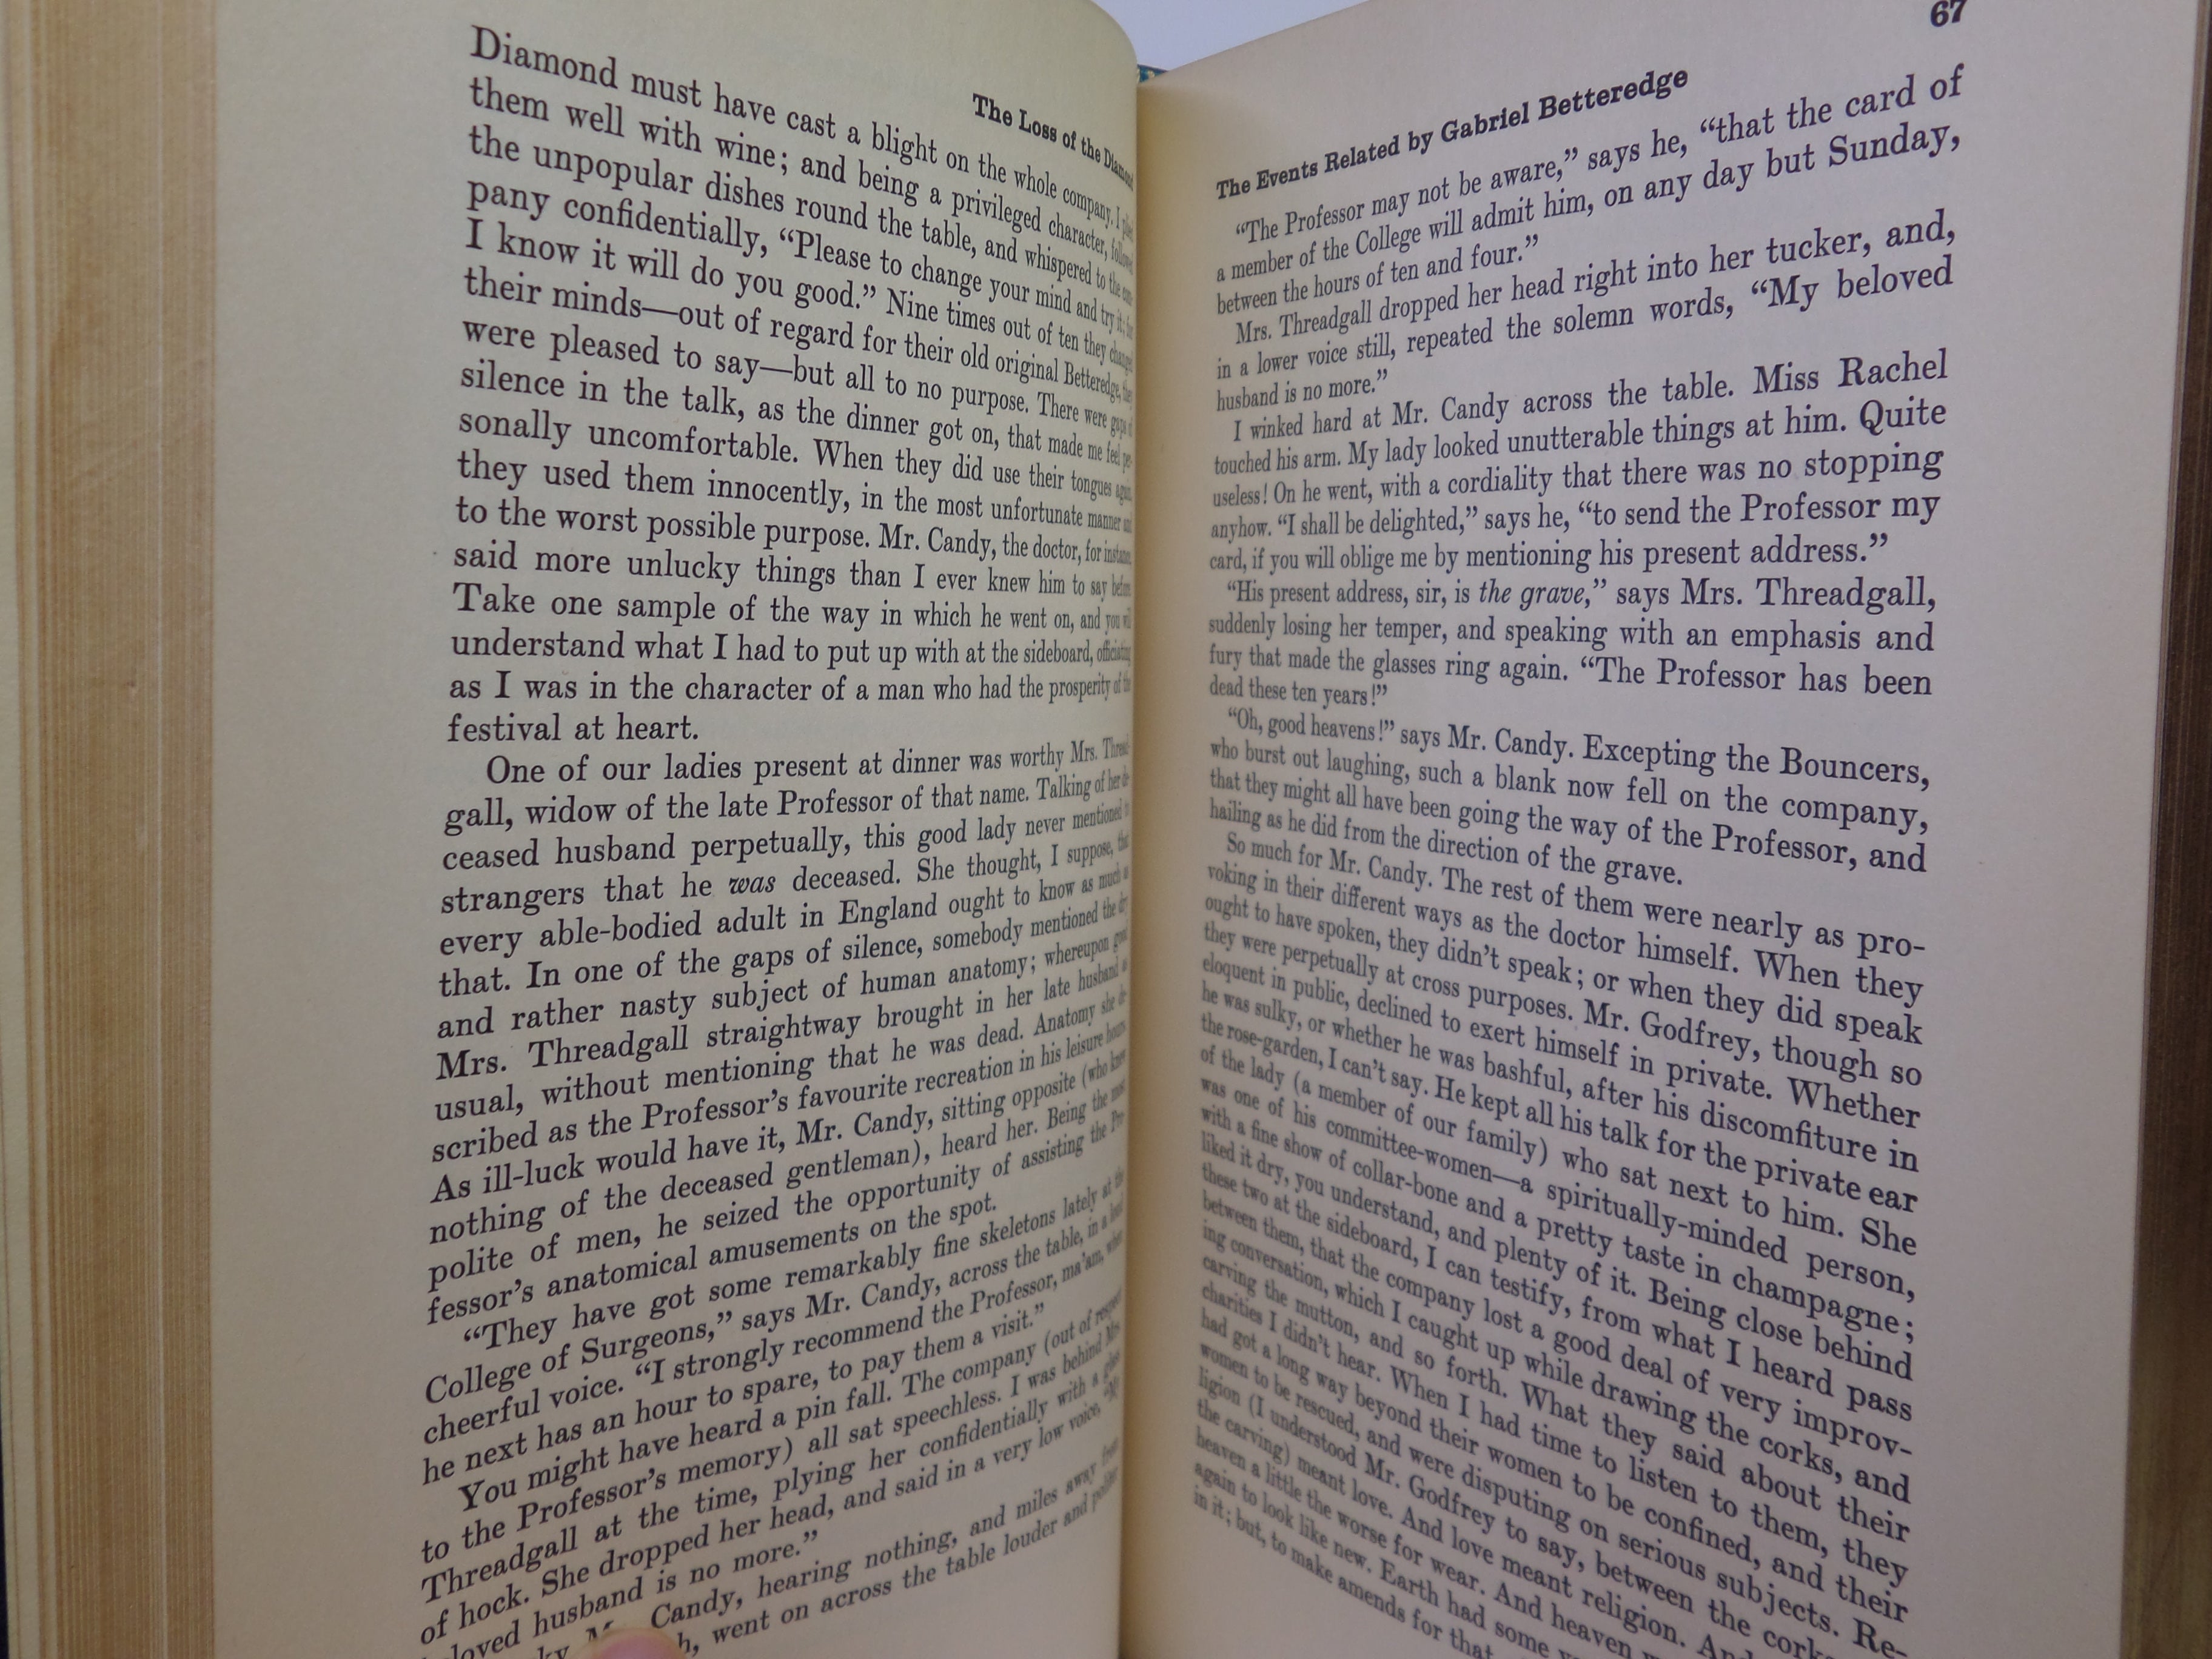 The Loss of the Diamond
Diamond must have cast a blight on the whole company. I plied
them well with wine; and being a privileged character, followed
the unpopular dishes round the table, and whispered to the com-
pany confidentially, “Please to change your mind and try it; for
I know it will do you good.” Nine times out of ten they changed
their minds—out of regard for their old original Betteredge, they
were pleased to say—but all to no purpose. There were gaps of
silence in the talk, as the dinner got on, that made me feel per-
sonally uncomfortable. When they did use their tongues again,
they used them innocently, in the most unfortunate manner and
to the worst possible purpose. Mr. Candy, the doctor, for instance,
said more unlucky things than I ever knew him to say before.
Take one sample of the way in which he went on, and you will
understand what I had to put up with at the sideboard, officiating
as I was in the character of a man who had the prosperity of the
festival at heart.
One of our ladies present at dinner was worthy Mrs. Thread-
gall, widow of the late Professor of that name. Talking of her de-
ceased husband perpetually, this good lady never mentioned to
strangers that he was deceased. She thought, I suppose, that
every able-bodied adult in England ought to know as much as
that. In one of the gaps of silence, somebody mentioned the dry
and rather nasty subject of human anatomy; whereupon good
Mrs. Threadgall straightway brought in her late husband as
usual, without mentioning that he was dead. Anatomy she de-
scribed as the Professor’s favourite recreation in his leisure hours.
As ill-luck would have it, Mr. Candy, sitting opposite (who knew
nothing of the deceased gentleman), heard her. Being the most
polite of men, he seized the opportunity of assisting the Pro-
fessor’s anatomical amusements on the spot.
“They have got some remarkably fine skeletons lately at the
College of Surgeons,” says Mr. Candy, across the table, in a loud
cheerful voice. “I strongly recommend the Professor, ma’am, when
he next has an hour to spare, to pay them a visit.”
You might have heard a pin fall. The company (out of respect
to the Professor’s memory) all sat speechless. I was behind Mrs.
Threadgall at the time, plying her confidentially with a glass
of hock. She dropped her head, and said in a very low voice, “My
beloved husband is no more.”
Candy, hearing nothing, and miles away from
went on across the table louder and politer
67
The Events Related by Gabriel Betteredge
“The Professor may not be aware,” says he, “that the card of
a member of the College will admit him, on any day but Sunday,
between the hours of ten and four.”
Mrs. Threadgall dropped her head right into her tucker, and,
in a lower voice still, repeated the solemn words, “My beloved
husband is no more.”
I winked hard at Mr. Candy across the table. Miss Rachel
touched his arm. My lady looked unutterable things at him. Quite
useless! On he went, with a cordiality that there was no stopping
anyhow. “I shall be delighted,” says he, “to send the Professor my
card, if you will oblige me by mentioning his present address.”
“His present address, sir, is the grave,” says Mrs. Threadgall,
suddenly losing her temper, and speaking with an emphasis and
fury that made the glasses ring again. “The Professor has been
dead these ten years!”
“Oh, good heavens!” says Mr. Candy. Excepting the Bouncers,
who burst out laughing, such a blank now fell on the company,
that they might all have been going the way of the Professor, and
hailing as he did from the direction of the grave.
So much for Mr. Candy. The rest of them were nearly as pro-
voking in their different ways as the doctor himself. When they
ought to have spoken, they didn’t speak; or when they did speak
they were perpetually at cross purposes. Mr. Godfrey, though so
eloquent in public, declined to exert himself in private. Whether
he was sulky, or whether he was bashful, after his discomfiture in
the rose-garden, I can’t say. He kept all his talk for the private ear
of the lady (a member of our family) who sat next to him. She
was one of his committee-women—a spiritually-minded person,
with a fine show of collar-bone and a pretty taste in champagne;
liked it dry, you understand, and plenty of it. Being close behind
these two at the sideboard, I can testify, from what I heard pass
between them, that the company lost a good deal of very improv-
ing conversation, which I caught up while drawing the corks, and
carving the mutton, and so forth. What they said about their
charities I didn’t hear. When I had time to listen to them, they
had got a long way beyond their women to be confined, and their
women to be rescued, and were disputing on serious subjects. Re-
ligion (I understood Mr. Godfrey to say, between the corks
the carving) meant love. And love meant religion. And
heaven a little the worse for wear. And heaven
again to look like new. Earth had some
in it; but, to make amends for that